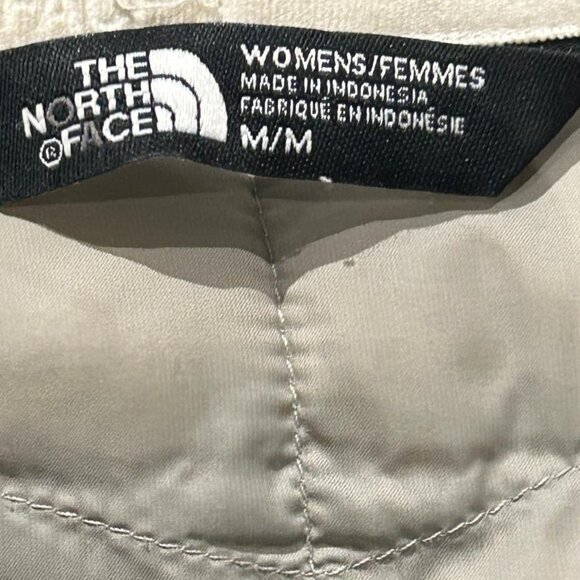 THE
NORTH
®FACE
WOMENS/FEMMES
MADE IN INDONESIA
FABRIQUÉ EN INDONÉSIE
M/M